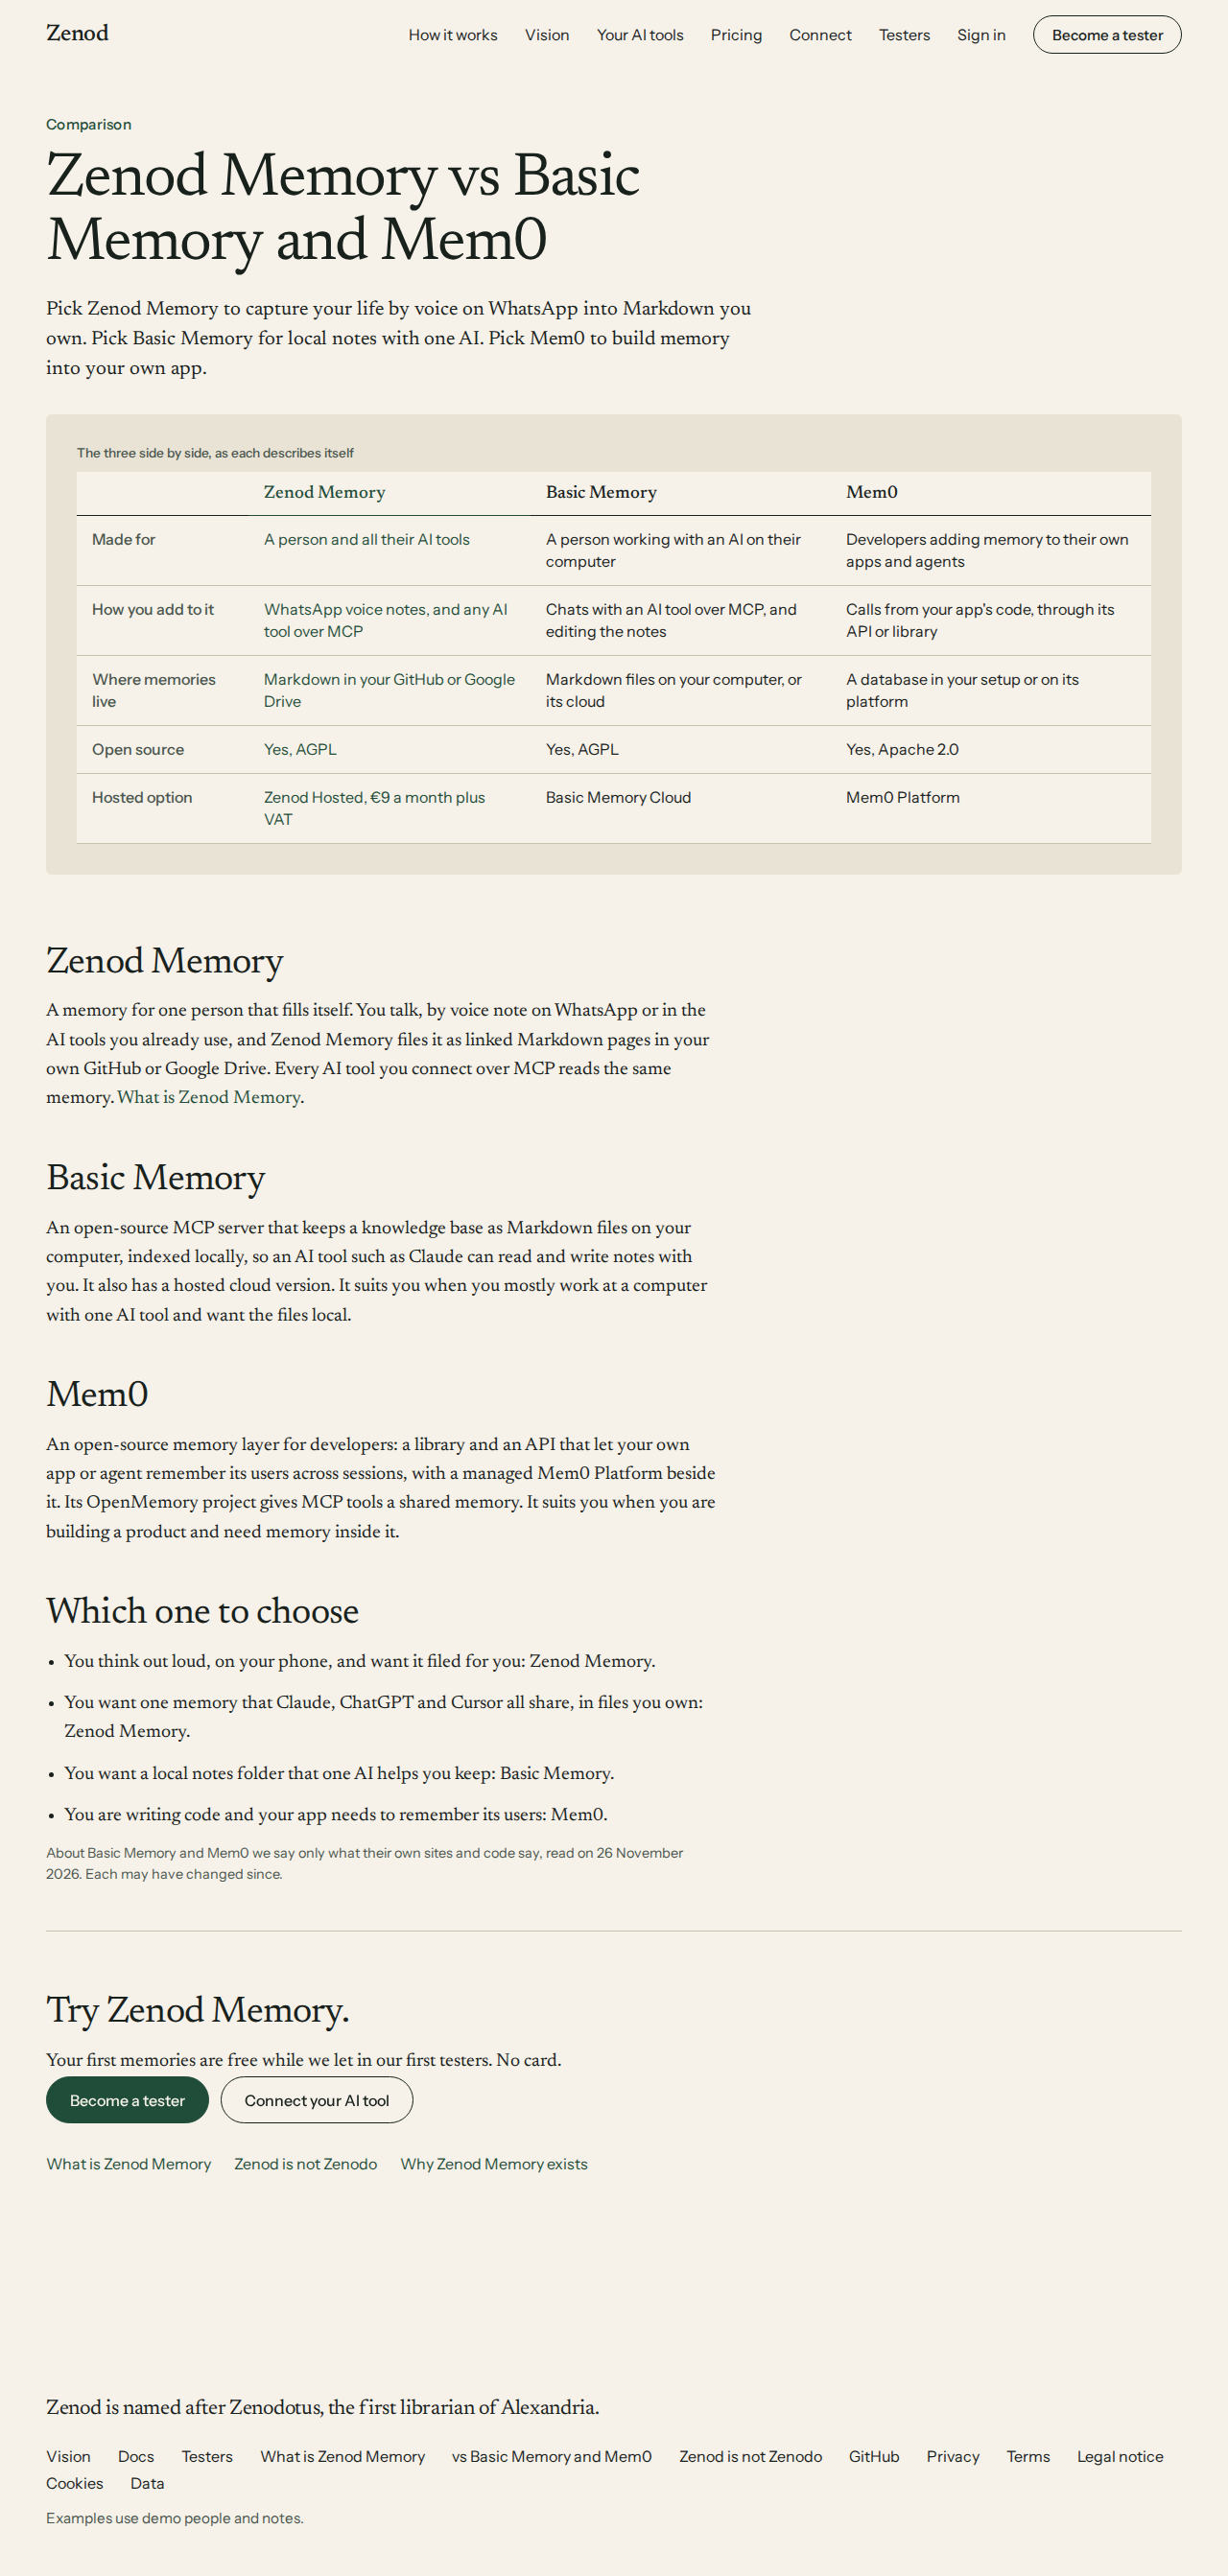 Zenod
How it works
Vision
Your AI tools
Pricing
Connect
Testers
Sign in
Become a tester
Comparison
Zenod Memory vs Basic
Memory and Mem0
Pick Zenod Memory to capture your life by voice on WhatsApp into Markdown you
own. Pick Basic Memory for local notes with one AI. Pick Mem0 to build memory
into your own app.
The three side by side, as each describes itself
Zenod Memory
Basic Memory
Mem0
Made for
A person and all their AI tools
A person working with an AI on their
computer
Developers adding memory to their own
apps and agents
How you add to it
WhatsApp voice notes, and any AI
tool over MCP
Chats with an AI tool over MCP, and
editing the notes
Calls from your app's code, through its
API or library
Where memories
live
Markdown in your GitHub or Google
Drive
Markdown files on your computer, or
its cloud
A database in your setup or on its
platform
Open source
Yes, AGPL
Yes, AGPL
Yes, Apache 2.0
Hosted option
Zenod Hosted, €9 a month plus
VAT
Basic Memory Cloud
Mem0 Platform
Zenod Memory
A memory for one person that fills itself. You talk, by voice note on WhatsApp or in the
AI tools you already use, and Zenod Memory files it as linked Markdown pages in your
own GitHub or Google Drive. Every AI tool you connect over MCP reads the same
memory. What is Zenod Memory.
Basic Memory
An open-source MCP server that keeps a knowledge base as Markdown files on your
computer, indexed locally, so an AI tool such as Claude can read and write notes with
you. It also has a hosted cloud version. It suits you when you mostly work at a computer
with one AI tool and want the files local.
Mem0
An open-source memory layer for developers: a library and an API that let your own
app or agent remember its users across sessions, with a managed Mem0 Platform beside
it. Its OpenMemory project gives MCP tools a shared memory. It suits you when you are
building a product and need memory inside it.
Which one to choose
• You think out loud, on your phone, and want it filed for you: Zenod Memory.
• You want one memory that Claude, ChatGPT and Cursor all share, in files you own:
Zenod Memory.
• You want a local notes folder that one AI helps you keep: Basic Memory.
• You are writing code and your app needs to remember its users: Mem0.
About Basic Memory and Mem0 we say only what their own sites and code say, read on 26 November
2026. Each may have changed since.
Try Zenod Memory.
Your first memories are free while we let in our first testers. No card.
Become a tester
Connect your AI tool
What is Zenod Memory
Zenod is not Zenodo
Why Zenod Memory exists
Zenod is named after Zenodotus, the first librarian of Alexandria.
Vision
Docs
Testers
What is Zenod Memory
vs Basic Memory and Mem0
Zenod is not Zenodo
GitHub
Privacy
Terms
Legal notice
Cookies
Data
Examples use demo people and notes.